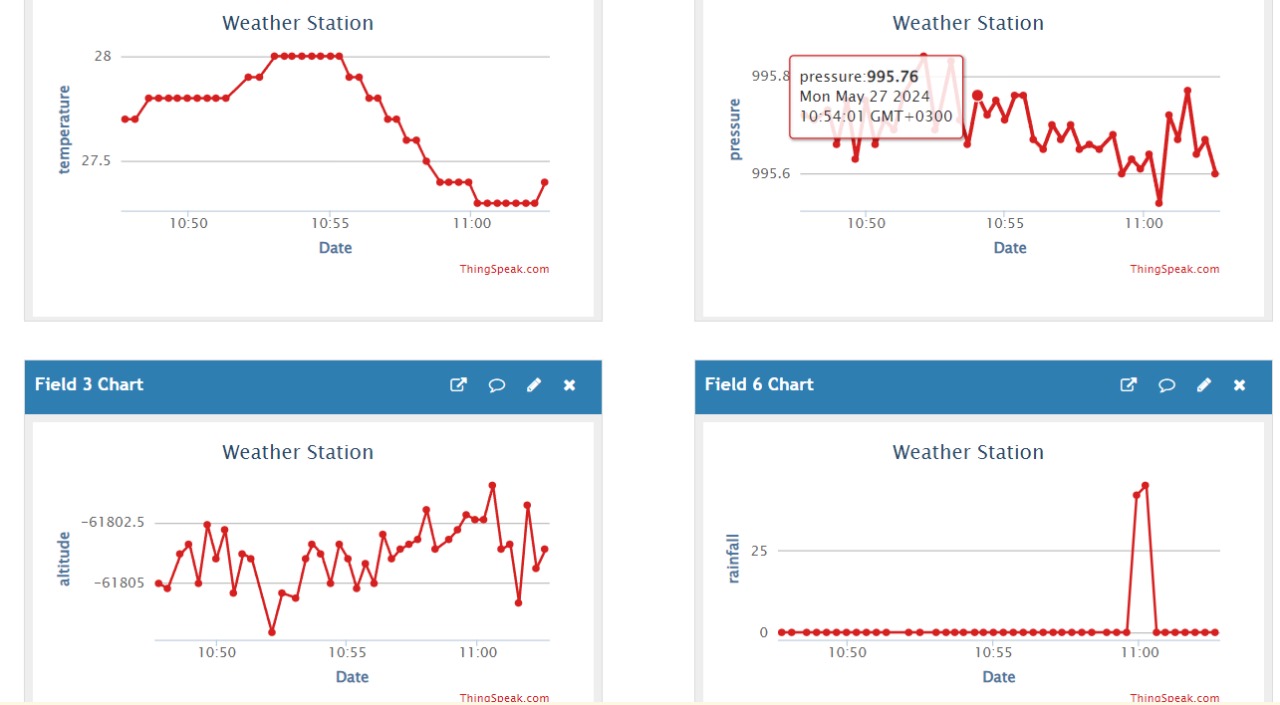 Weather Station
28
27.5
temperature
10:50 10:55 11:00
Date
ThingSpeak.com
Weather Station
995.8
995.6
pressure
pressure:995.76
Mon May 27 2024
10:54:01 GMT+0300
10:50 10:55 11:00
Date
ThingSpeak.com
Field 3 Chart
Weather Station
-61802.5
-61805
altitude
10:50 10:55 11:00
Date
ThingSpeak.com
Field 6 Chart
Weather Station
25
0
rainfall
10:50 10:55 11:00
Date
ThingSpeak.com